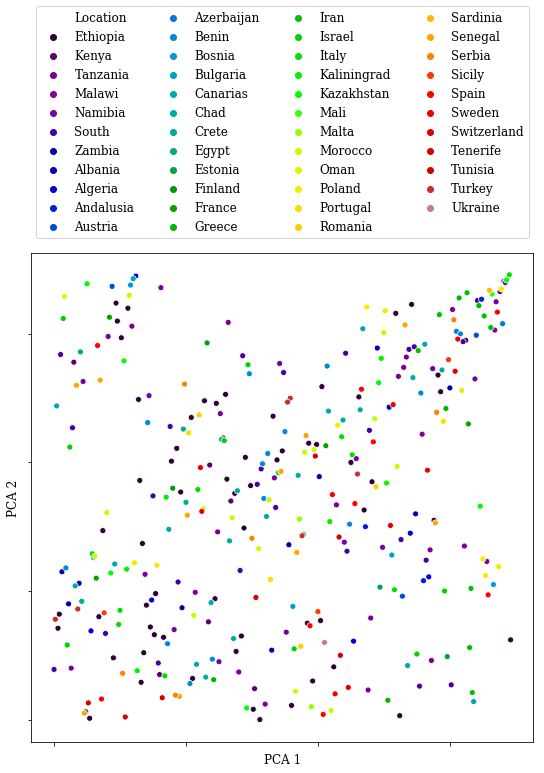 Location
Ethiopia
Kenya
Tanzania
Malawi
Namibia
South
Zambia
Albania
Algeria
Andalusia
Austria
Azerbaijan
Benin
Bosnia
Bulgaria
Canarias
Chad
Crete
Egypt
Estonia
Finland
France
Greece
Iran
Israel
Italy
Kaliningrad
Kazakhstan
Mali
Malta
Morocco
Oman
Poland
Portugal
Romania
Sardinia
Senegal
Serbia
Sicily
Spain
Sweden
Switzerland
Tenerife
Tunisia
Turkey
Ukraine
PCA 2
PCA 1